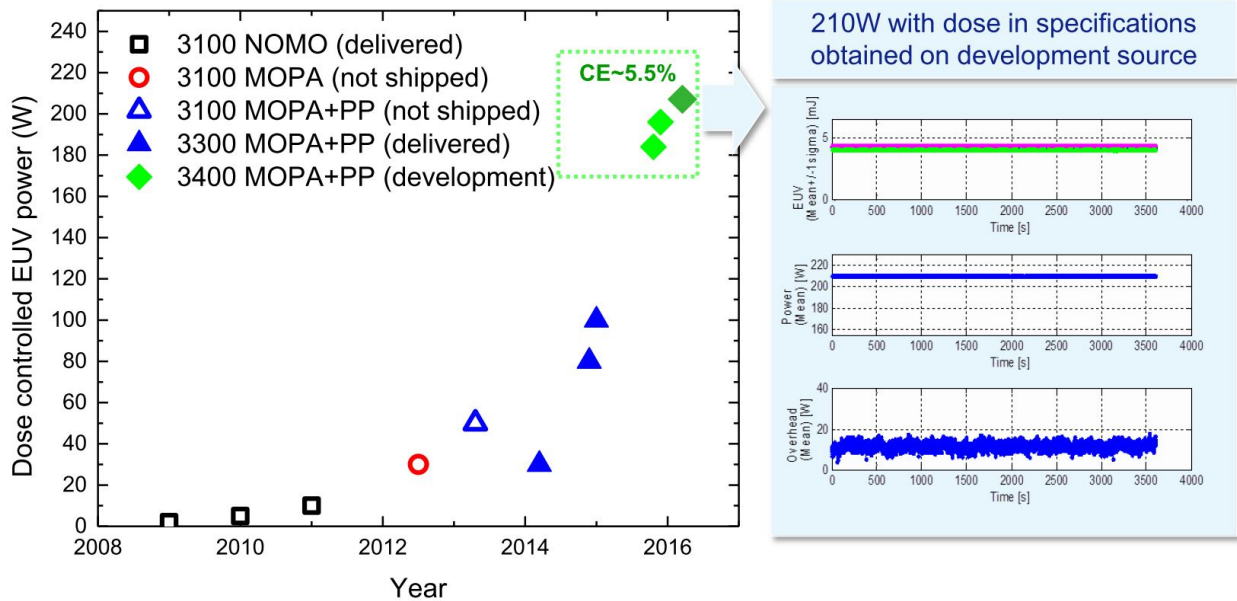 240
220
200
180
160
140
120
100
80
60
40
20
0
2008
2010
2012
2014
2016
Dose controlled EUV power (W)
Year
3100 NOMO (delivered)
3100 MOPA (not shipped)
3100 MOPA+PP (not shipped)
3300 MOPA+PP (delivered)
3400 MOPA+PP (development)
CE~5.5%
210W with dose in specifications
obtained on development source
EUV
(Mean+/-1sigma) [mJ]
5
0
0
500
1000
1500
2000
2500
3000
3500
4000
Time [s]
Power
(Mean) [W]
220
200
180
160
0
500
1000
1500
2000
2500
3000
3500
4000
Time [s]
Overhead
(Mean) [W]
40
20
0
0
500
1000
1500
2000
2500
3000
3500
4000
Time [s]